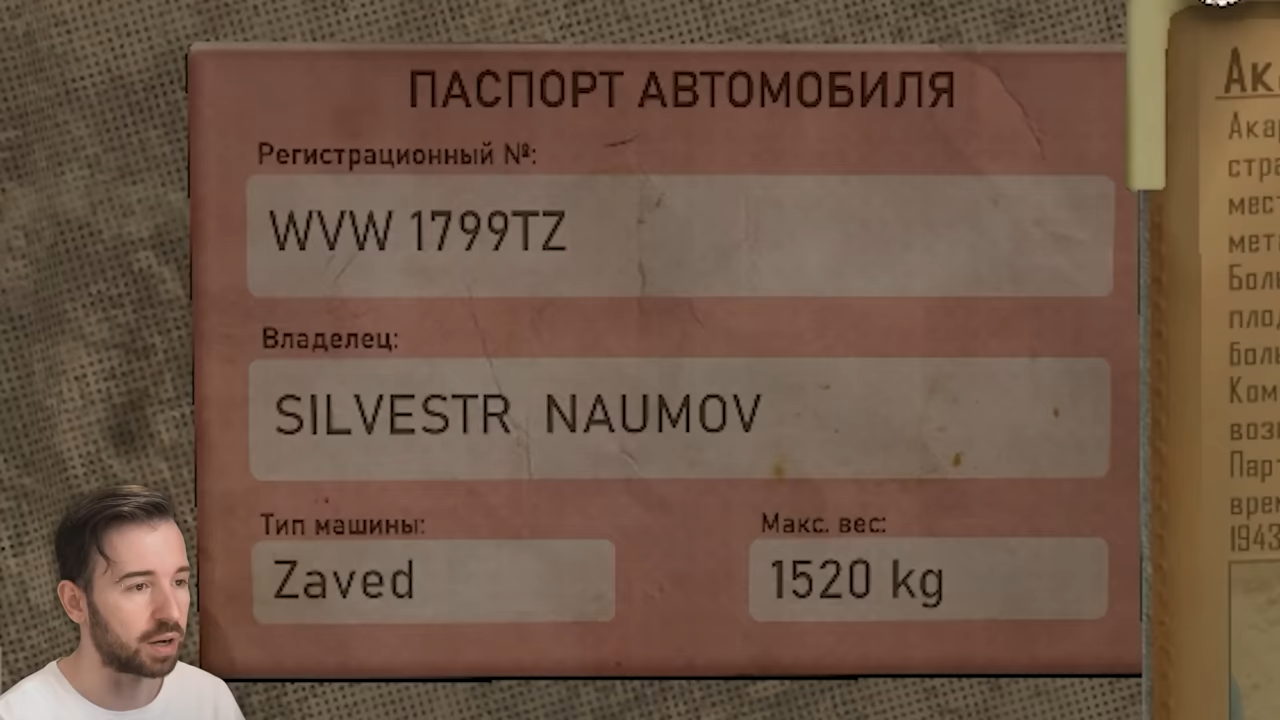 ПАСПОРТ АВТОМОБИЛЯ
Регистрационный №:
WVW 1799TZ
Владелец:
SILVESTR NAUMOV
Тип машины:
Zaved
Макс. вес:
1520 kg